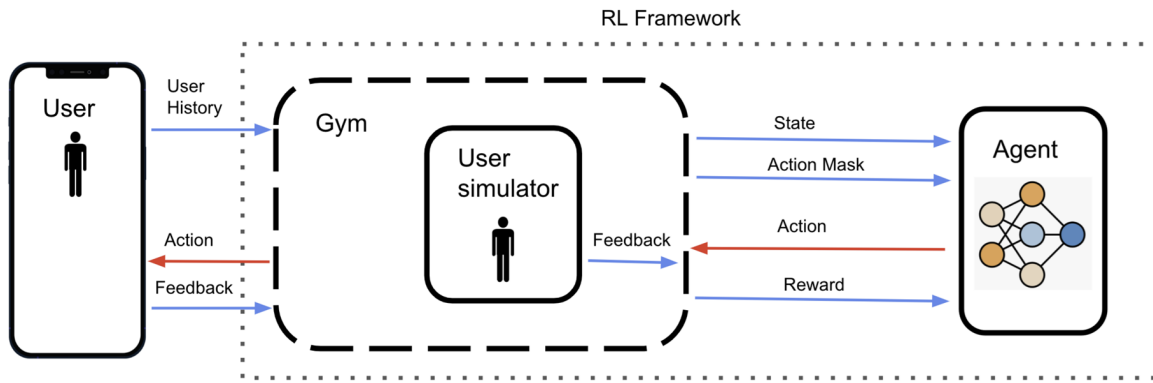 RL Framework
User
User
History
Action
Feedback
Gym
User
simulator
Feedback
State
Action Mask
Action
Reward
Agent